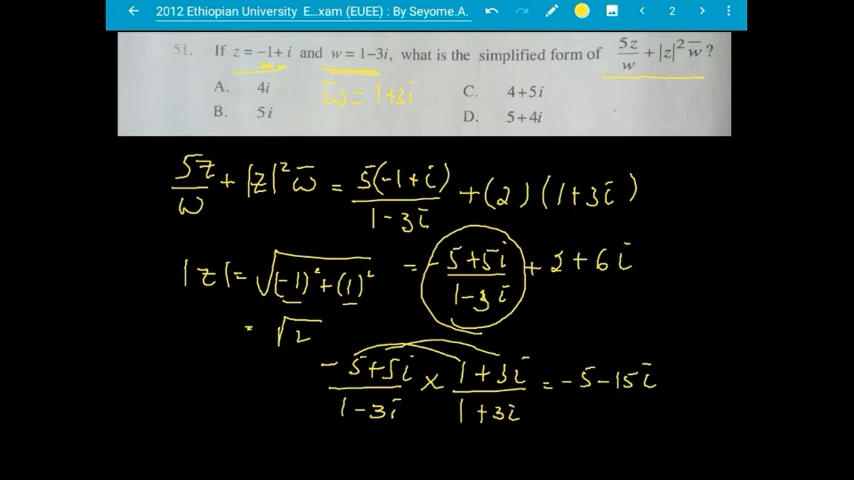 2012 Ethiopian University E...xam (EUEE) : By Seyome.A.
2
51. If z = −1 + i and w = 1−3i, what is the simplified form of 5z/w + |z|² w̅ ?
A. 4i
C. 4 + 5i
w̅ = 1+3i
B. 5i
D. 5 + 4i
5z/w + |z|² w̅ = 5(-1+i)/1-3i + (2) (1+3i)
|z| = √(-1)² + (1)² = -5+5i/1-3i + 2+6i
= √2
-5+5i/1-3i × 1+3i/1+3i = -5-15i